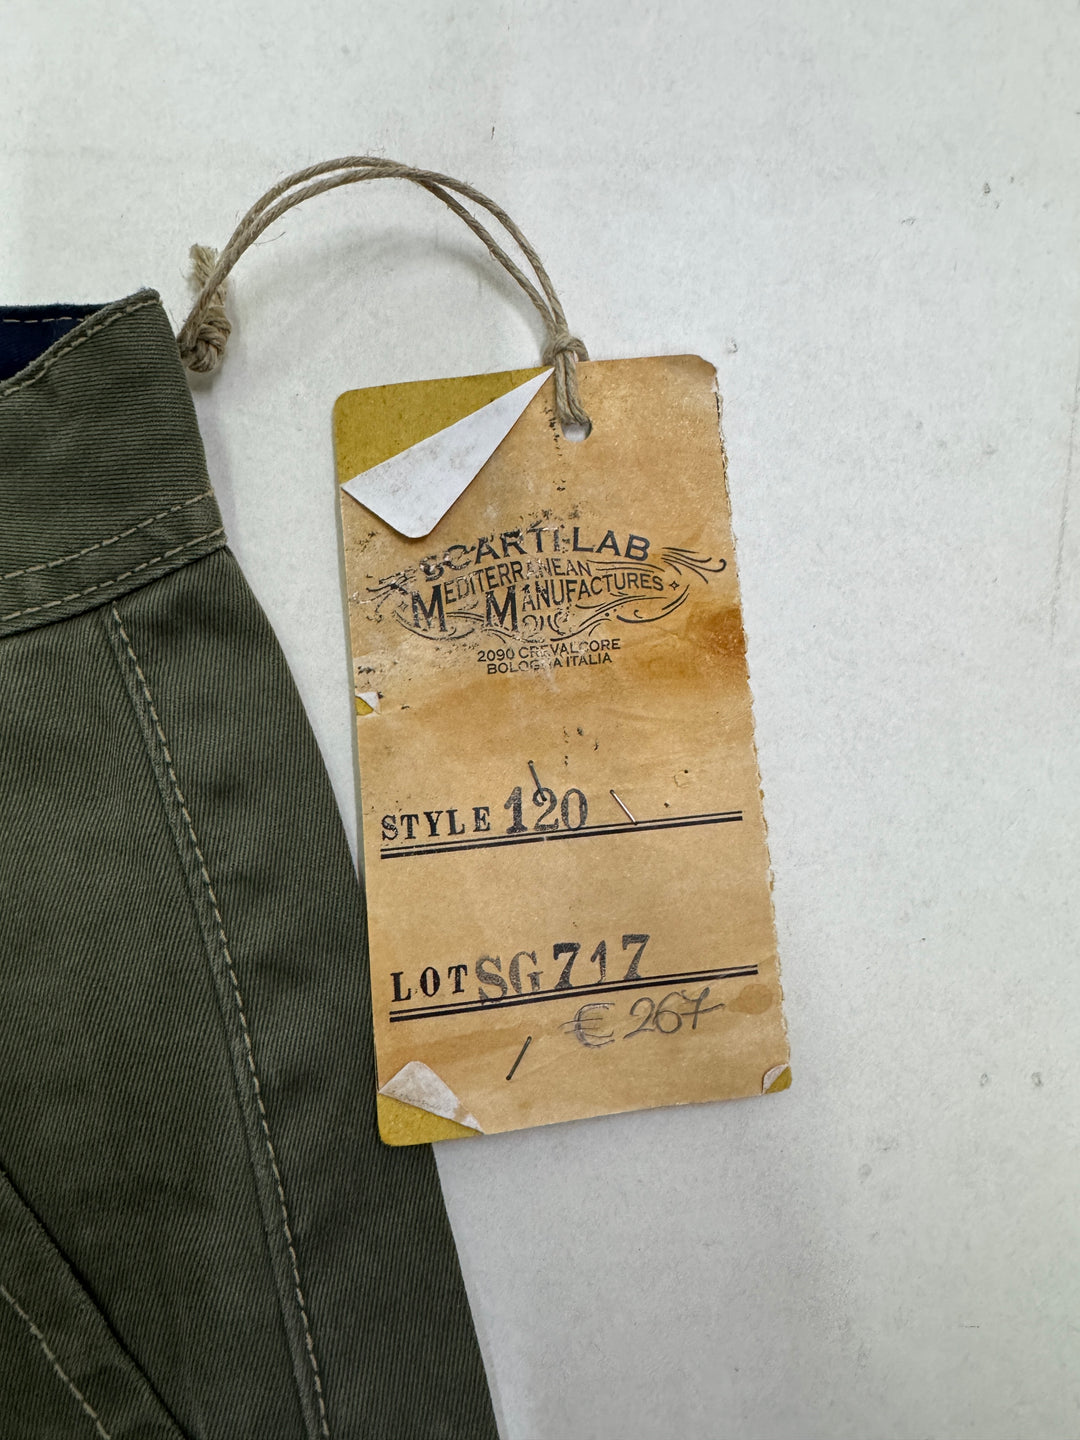 SCARTI-LAB
MEDITERRANEAN
MANUFACTURES
2090 CREVALCORE
BOLOGNA ITALIA
STYLE 120
LOT SG717
€ 267